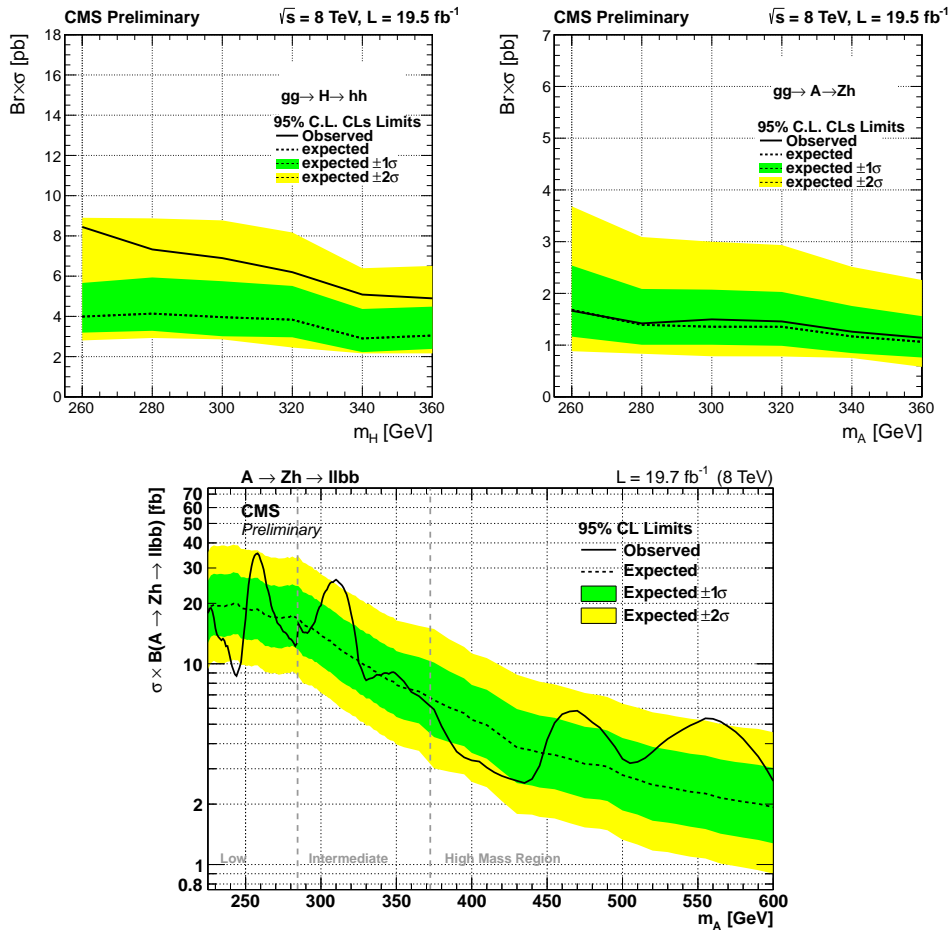 CMS Preliminary √s = 8 TeV, L = 19.5 fb⁻¹
Br×σ [pb]
18
16
14
12
10
8
6
4
2
0
gg→ H→ hh
95% C.L. CLs Limits
Observed
expected
expected ±1σ
expected ±2σ
260 280 300 320 340 360
m_H [GeV]
CMS Preliminary √s = 8 TeV, L = 19.5 fb⁻¹
Br×σ [pb]
7
6
5
4
3
2
1
0
gg→ A→Zh
95% C.L. CLs Limits
Observed
expected
expected ±1σ
expected ±2σ
260 280 300 320 340 360
m_A [GeV]
A → Zh → llbb L = 19.7 fb⁻¹ (8 TeV)
σ × B(A → Zh → llbb) [fb]
70
60
50
40
30
20
10
2
1
0.8
CMS
Preliminary
95% CL Limits
Observed
Expected
Expected ±1σ
Expected ±2σ
Low Intermediate High Mass Region
250 300 350 400 450 500 550 600
m_A [GeV]